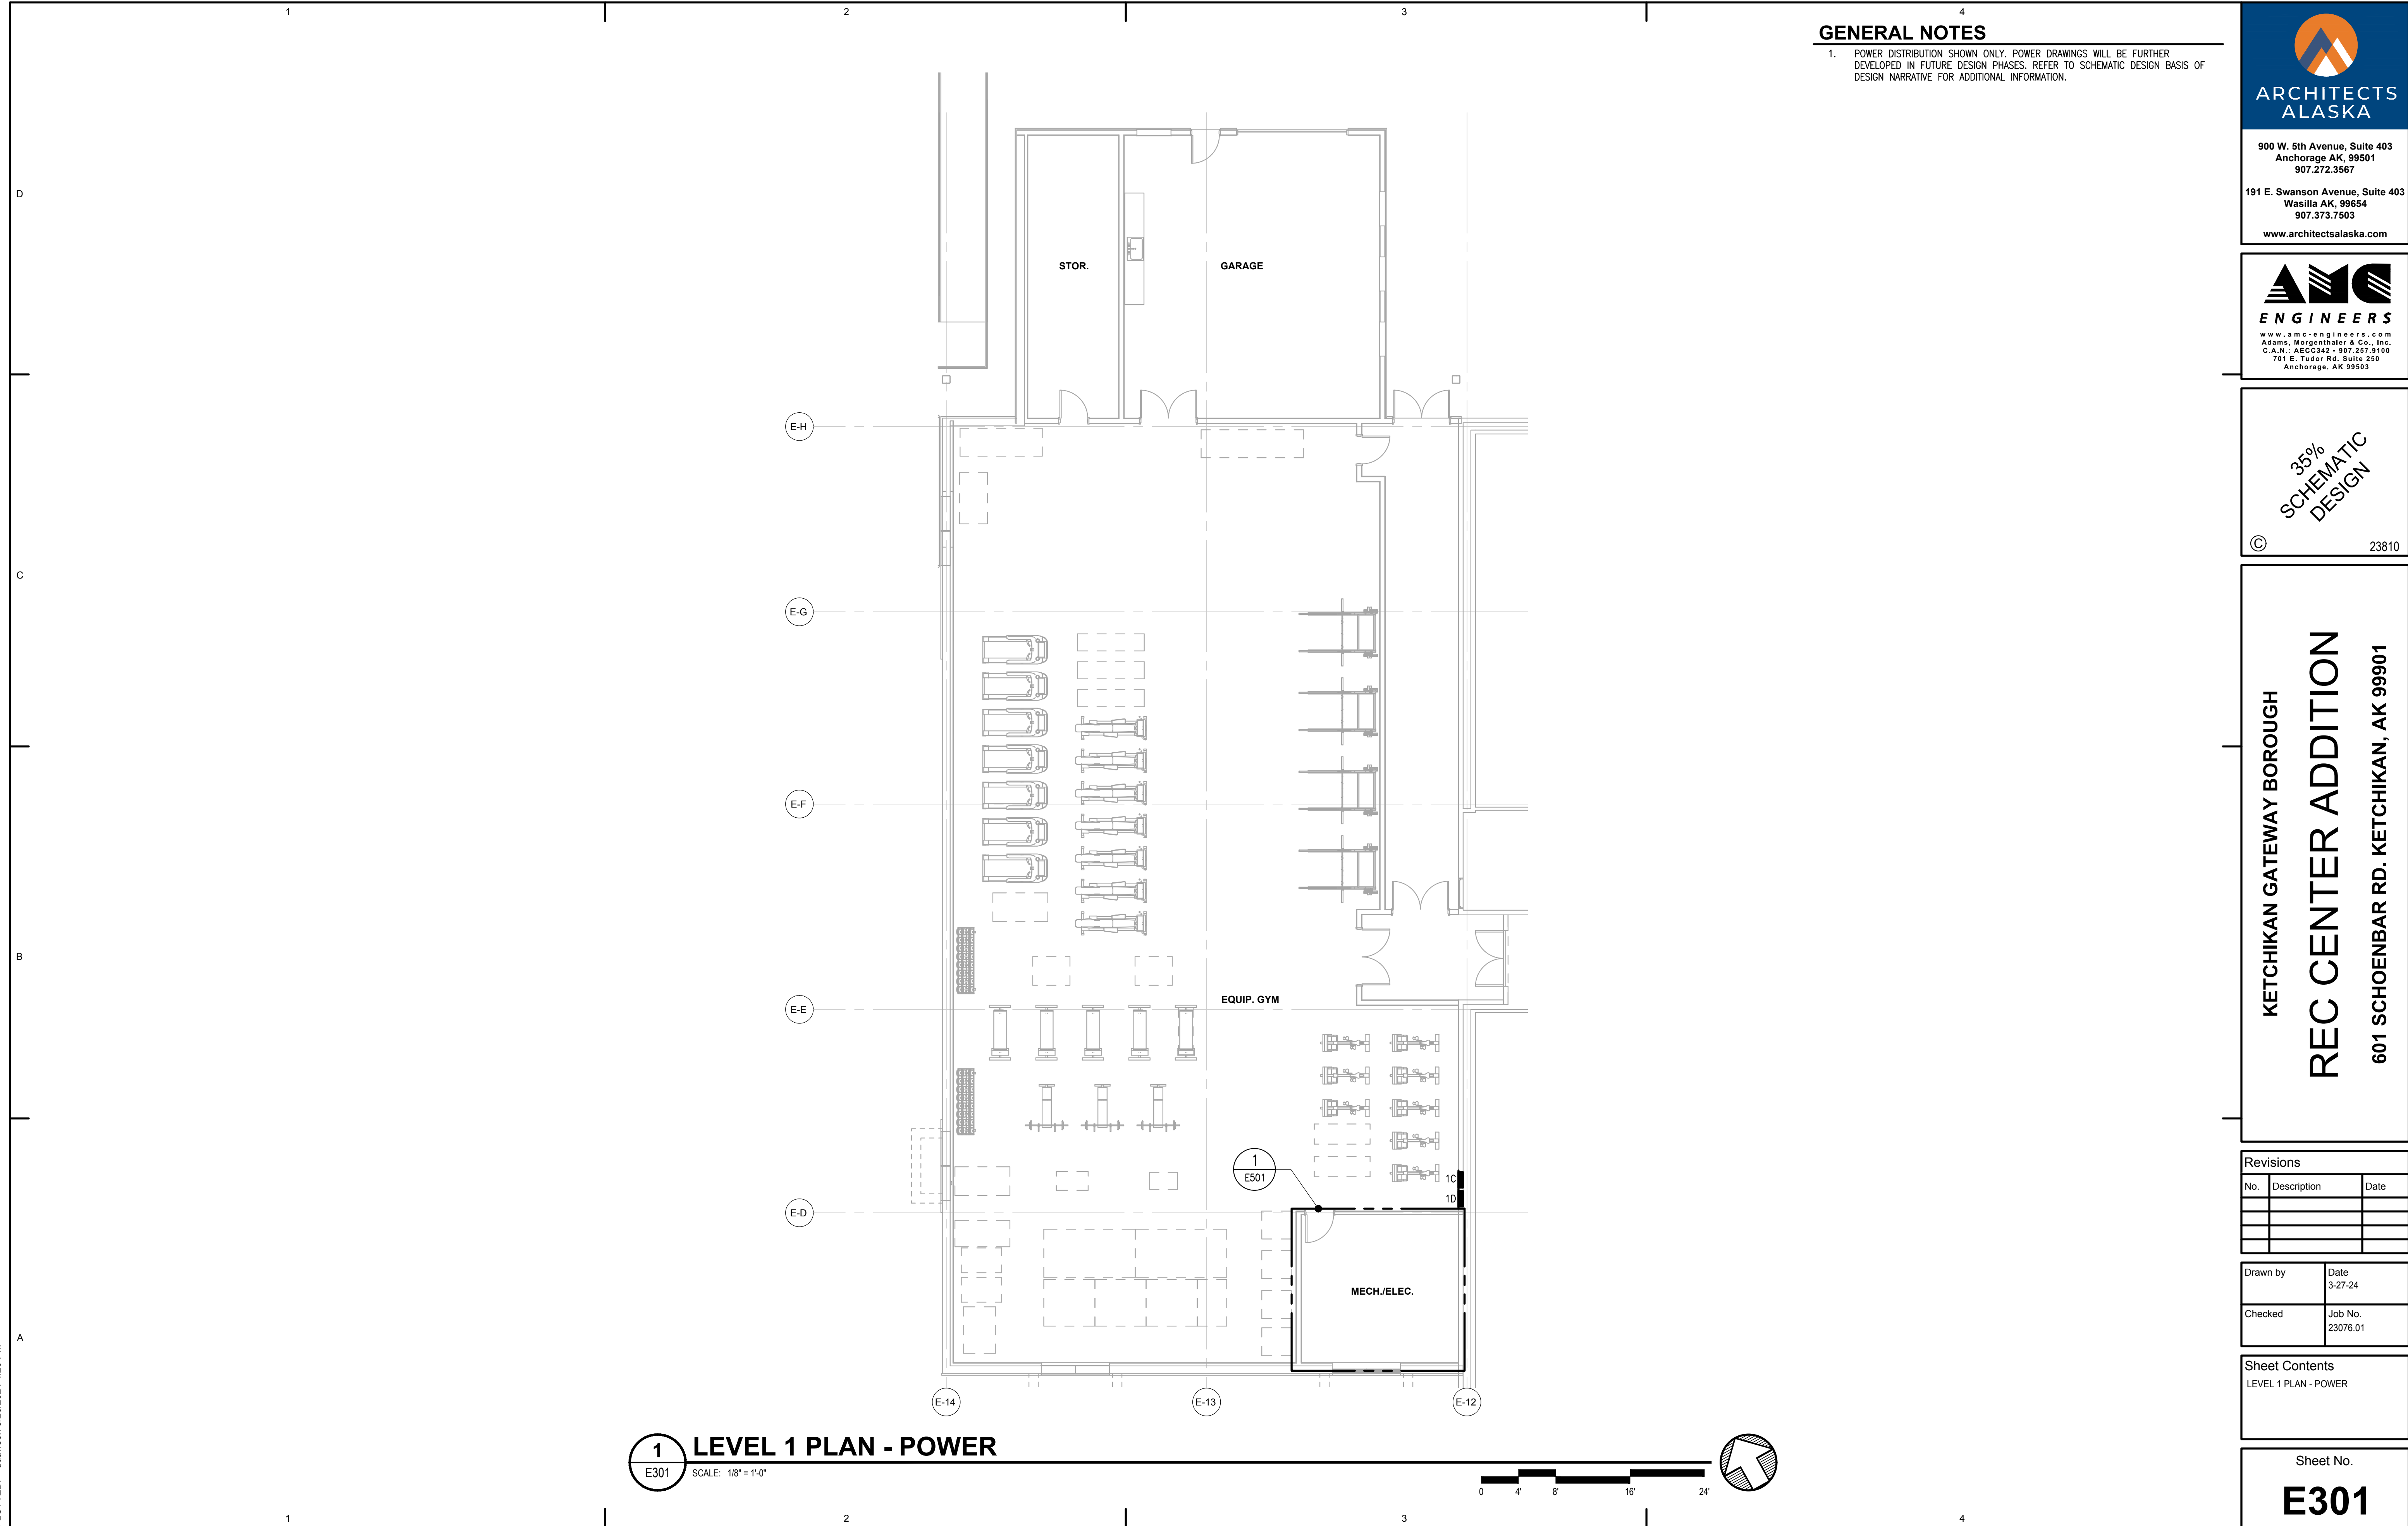 1
2
3
4
GENERAL NOTES
1. POWER DISTRIBUTION SHOWN ONLY. POWER DRAWINGS WILL BE FURTHER
DEVELOPED IN FUTURE DESIGN PHASES. REFER TO SCHEMATIC DESIGN BASIS OF
DESIGN NARRATIVE FOR ADDITIONAL INFORMATION.
D
C
B
A
STOR.
GARAGE
E-H
E-G
E-F
E-E
EQUIP. GYM
1
E501
1C
1D
E-D
MECH./ELEC.
E-14
E-13
E-12
1
E301
LEVEL 1 PLAN - POWER
SCALE: 1/8" = 1'-0"
0 4' 8' 16' 24'
1
2
3
4
ARCHITECTS
ALASKA
900 W. 5th Avenue, Suite 403
Anchorage AK, 99501
907.272.3567
191 E. Swanson Avenue, Suite 403
Wasilla AK, 99654
907.373.7503
www.architectsalaska.com
AMC
ENGINEERS
www.amc-engineers.com
Adams, Morgenthaler & Co., Inc.
C.A.N.: AECC342 - 907.257.9100
701 E. Tudor Rd. Suite 250
Anchorage, AK 99503
35%
SCHEMATIC
DESIGN
© 23810
KETCHIKAN GATEWAY BOROUGH
REC CENTER ADDITION
601 SCHOENBAR RD. KETCHIKAN, AK 99901
Revisions
No. Description Date
Drawn by
Date
3-27-24
Checked
Job No.
23076.01
Sheet Contents
LEVEL 1 PLAN - POWER
Sheet No.
E301